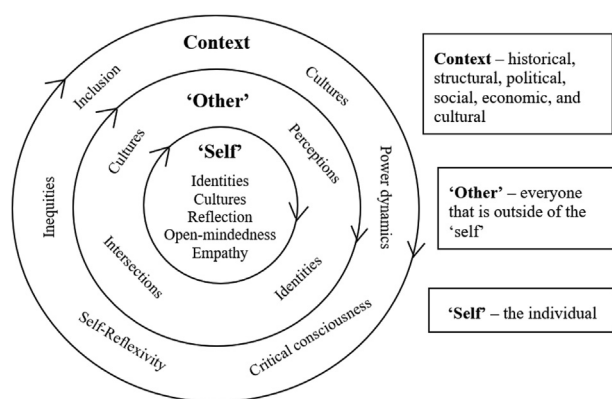 Context
Inclusion
Cultures
Inequities
Power dynamics
Self-Reflexivity
Critical consciousness
‘Other’
Cultures
Perceptions
Intersections
Identities
‘Self’
Identities
Cultures
Reflection
Open-mindedness
Empathy
Context – historical,
structural, political,
social, economic, and
cultural
‘Other’ – everyone
that is outside of the
‘self’
‘Self’ – the individual